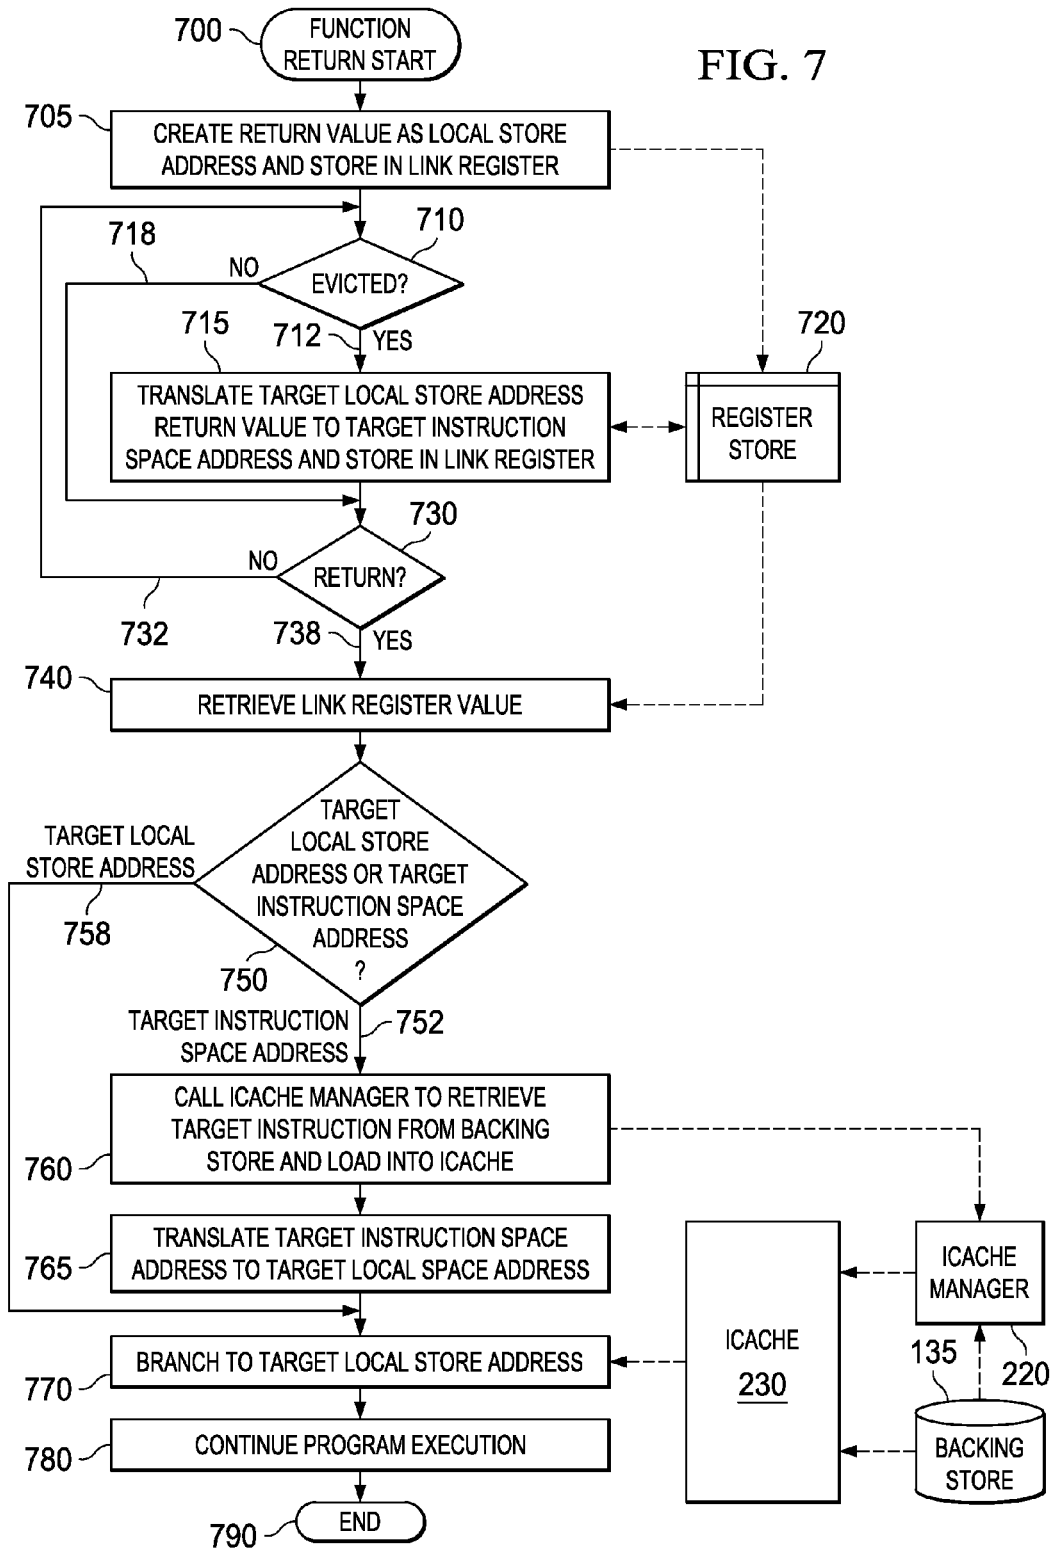 FIG. 7
700
FUNCTION
RETURN START
705
CREATE RETURN VALUE AS LOCAL STORE
ADDRESS AND STORE IN LINK REGISTER
718
710
NO
EVICTED?
715
712
YES
720
TRANSLATE TARGET LOCAL STORE ADDRESS
RETURN VALUE TO TARGET INSTRUCTION
SPACE ADDRESS AND STORE IN LINK REGISTER
REGISTER
STORE
730
NO
RETURN?
732
738
YES
740
RETRIEVE LINK REGISTER VALUE
TARGET LOCAL
STORE ADDRESS
758
TARGET
LOCAL STORE
ADDRESS OR TARGET
INSTRUCTION SPACE
ADDRESS
?
750
TARGET INSTRUCTION
SPACE ADDRESS
752
CALL ICACHE MANAGER TO RETRIEVE
TARGET INSTRUCTION FROM BACKING
STORE AND LOAD INTO ICACHE
760
TRANSLATE TARGET INSTRUCTION SPACE
ADDRESS TO TARGET LOCAL SPACE ADDRESS
765
ICACHE
MANAGER
220
ICACHE
230
135
BRANCH TO TARGET LOCAL STORE ADDRESS
770
CONTINUE PROGRAM EXECUTION
780
BACKING
STORE
END
790